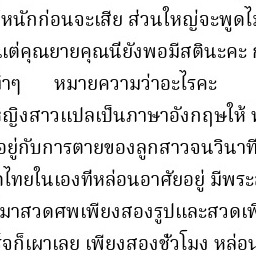 หนักก่อนจะเสีย ส่วนใหญ่จะพูดไ
แต่คุณยายคุณนี่ยังพอมีสตินะคะ
ๆ หมายความว่าอะไรคะ
ญิงสาวแปลเป็นภาษาอังกฤษให้
อยู่กับการตายของลูกสาวจนวินาที
ไทยในเองที่หล่อนอาศัยอยู่ มีพระ
มาสวดศพเพียงสองรูปและสวดเพี
จก็เผาเลย เพียงสองชั่วโมง หล่อน